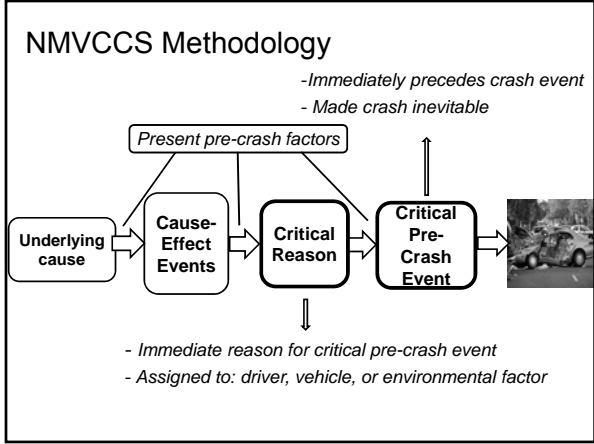 NMVCCS Methodology
-Immediately precedes crash event
- Made crash inevitable
Present pre-crash factors
Underlying
cause
Cause-
Effect
Events
Critical
Reason
Critical
Pre-
Crash
Event
- Immediate reason for critical pre-crash event
- Assigned to: driver, vehicle, or environmental factor